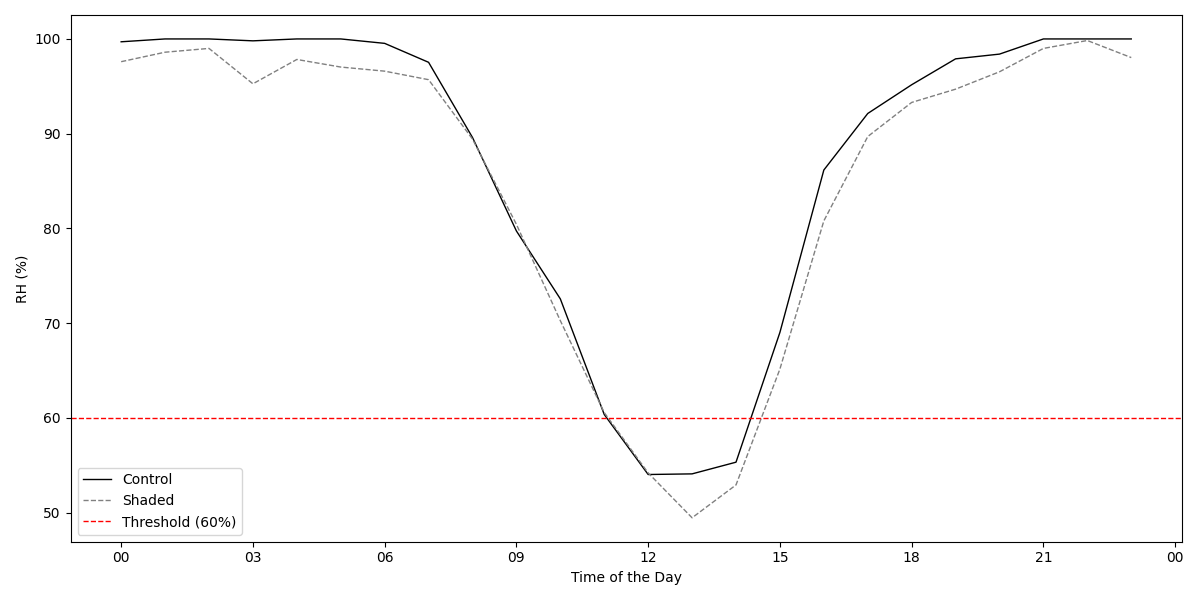 100
90
80
70
60
50
RH (%)
Control
Shaded
Threshold (60%)
00 03 06 09 12 15 18 21 00
Time of the Day